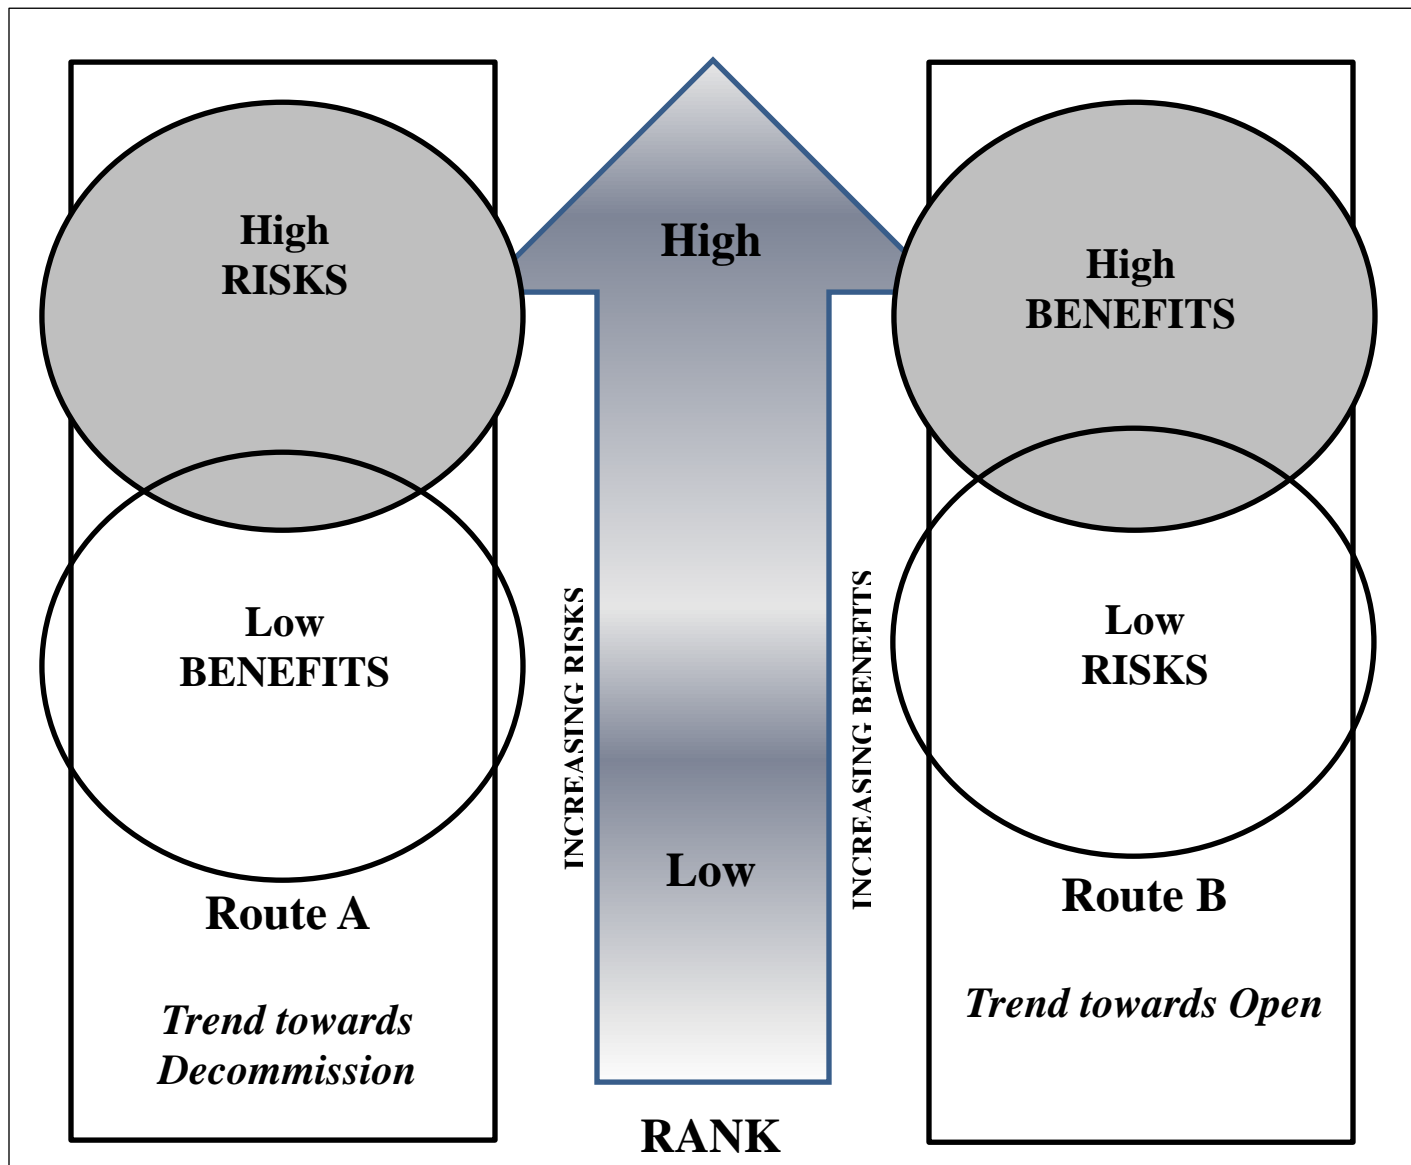 High
RISKS
Low
BENEFITS
Route A
Trend towards
Decommission
INCREASING RISKS
High
Low
RANK
INCREASING BENEFITS
High
BENEFITS
Low
RISKS
Route B
Trend towards Open